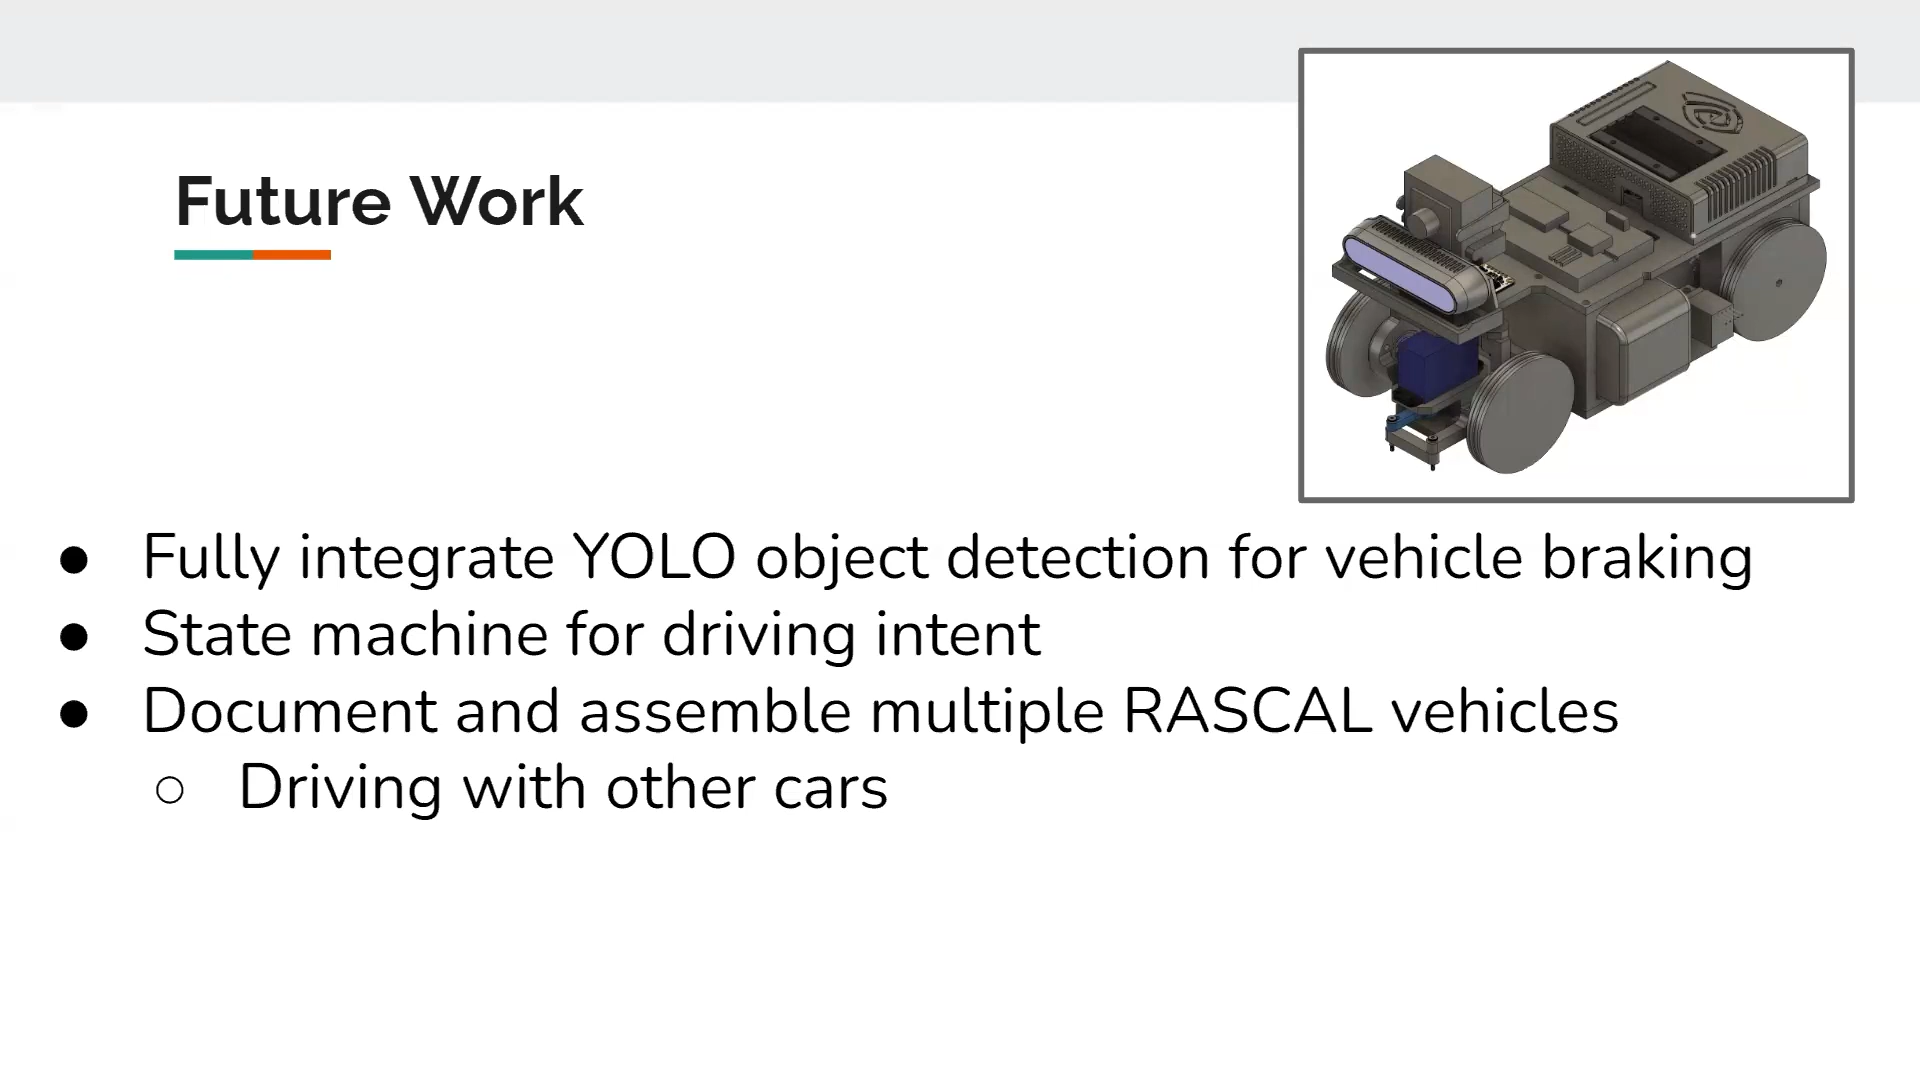 Future Work
● Fully integrate YOLO object detection for vehicle braking
● State machine for driving intent
● Document and assemble multiple RASCAL vehicles
○ Driving with other cars